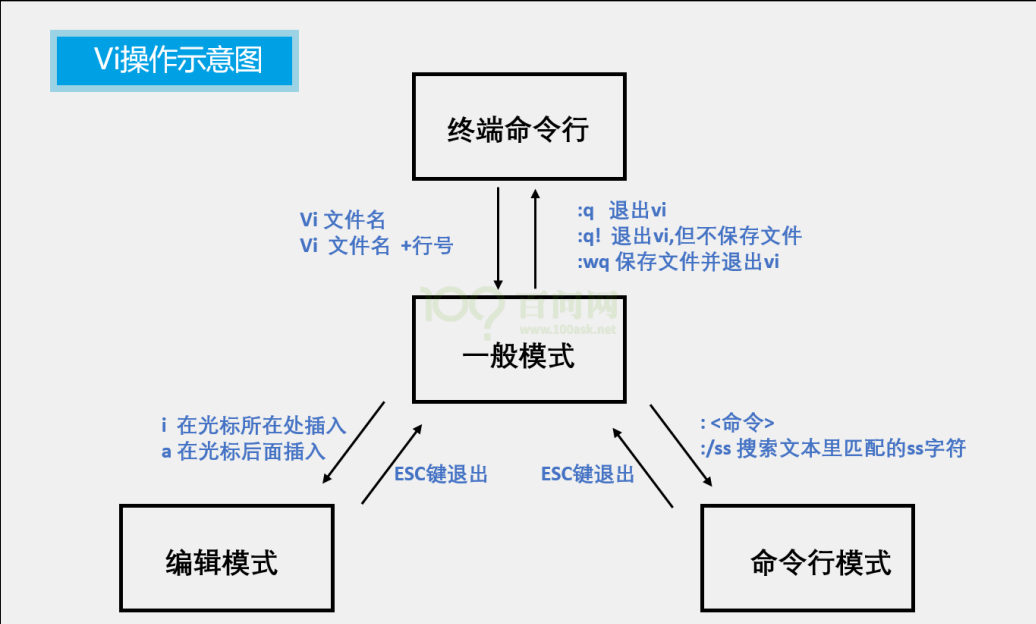 Vi操作示意图
终端命令行
Vi 文件名
Vi 文件名 +行号
:q 退出vi
:q! 退出vi,但不保存文件
:wq 保存文件并退出vi
100? 百问网
www.100ask.net
一般模式
i 在光标所在处插入
a 在光标后面插入
ESC键退出
ESC键退出
: <命令>
:/ss 搜索文本里匹配的ss字符
编辑模式
命令行模式